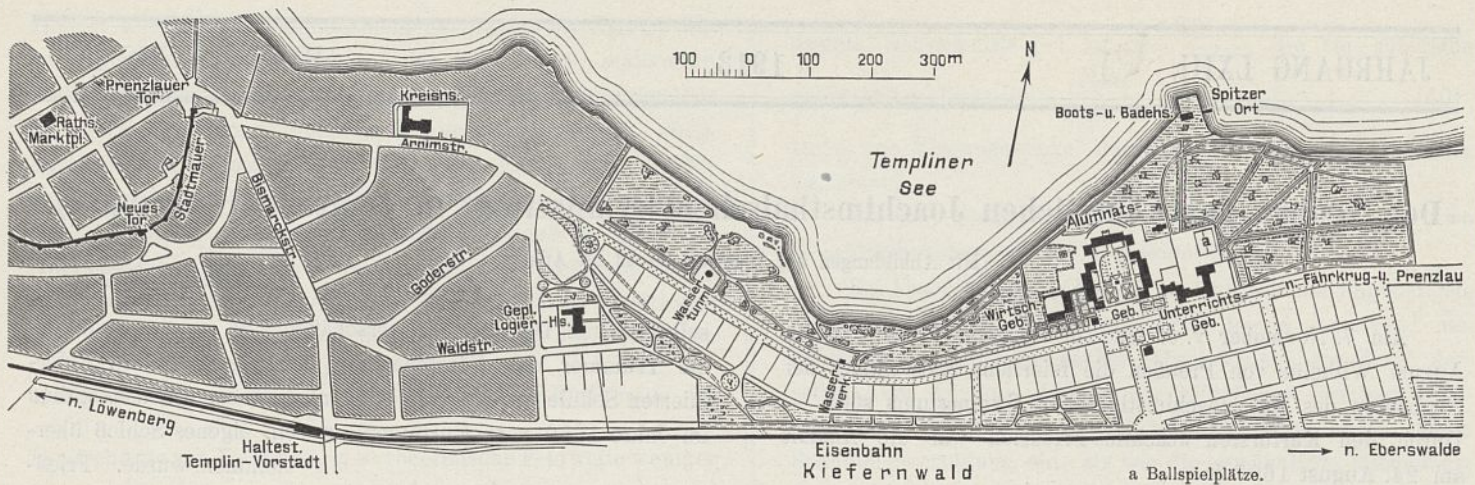 100 0 100 200 300m
N
Prenzlauer
Tor
Raths.
Marktpl.
Stadtmauer
Neues
Tor
Kreishs.
Arnimstr.
Bismarckstr.
Goderstr.
Gepl.
Logier-Hs.
Waldstr.
Wasser
turm
Templiner
See
Boots-u. Badehs.
Spitzer
Ort
Alumnats-
a
Wirtsch.
Geb.
Geb.
Unterrichts-
Geb.
n. Fährkrug-u. Prenzlau
Wasser
werk
n. Löwenberg
Haltest.
Templin-Vorstadt
Eisenbahn
Kiefernwald
n. Eberswalde
a Ballspielplätze.